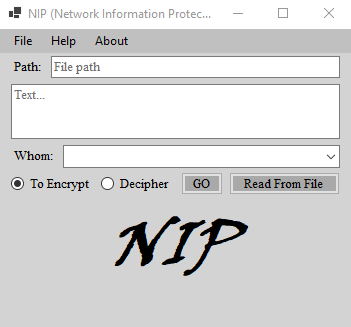 NIP (Network Information Protec...
File Help About
Path: File path
Text...
Whom:
To Encrypt Decipher GO Read From File
NIP